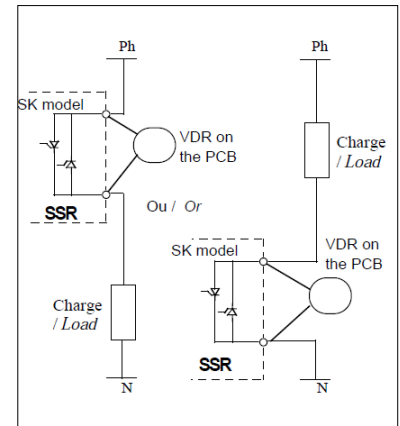 Ph
SK model
VDR on
the PCB
SSR
Ou / Or
Charge
/ Load
N
Ph
Charge
/ Load
SK model
VDR on
the PCB
SSR
N